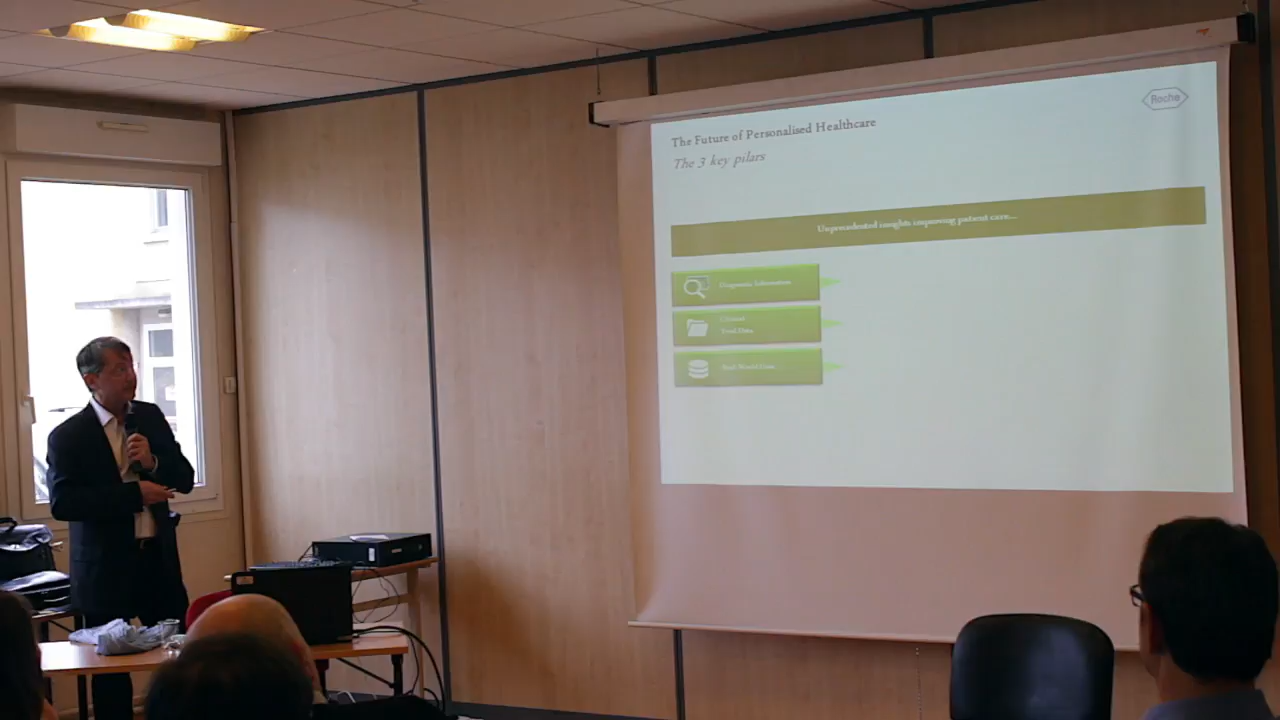 Roche
The Future of Personalised Healthcare
The 3 key pilars
Unprecedented insights improving patient care...
Diagnostic Information
Clinical
Trial Data
Real World Data